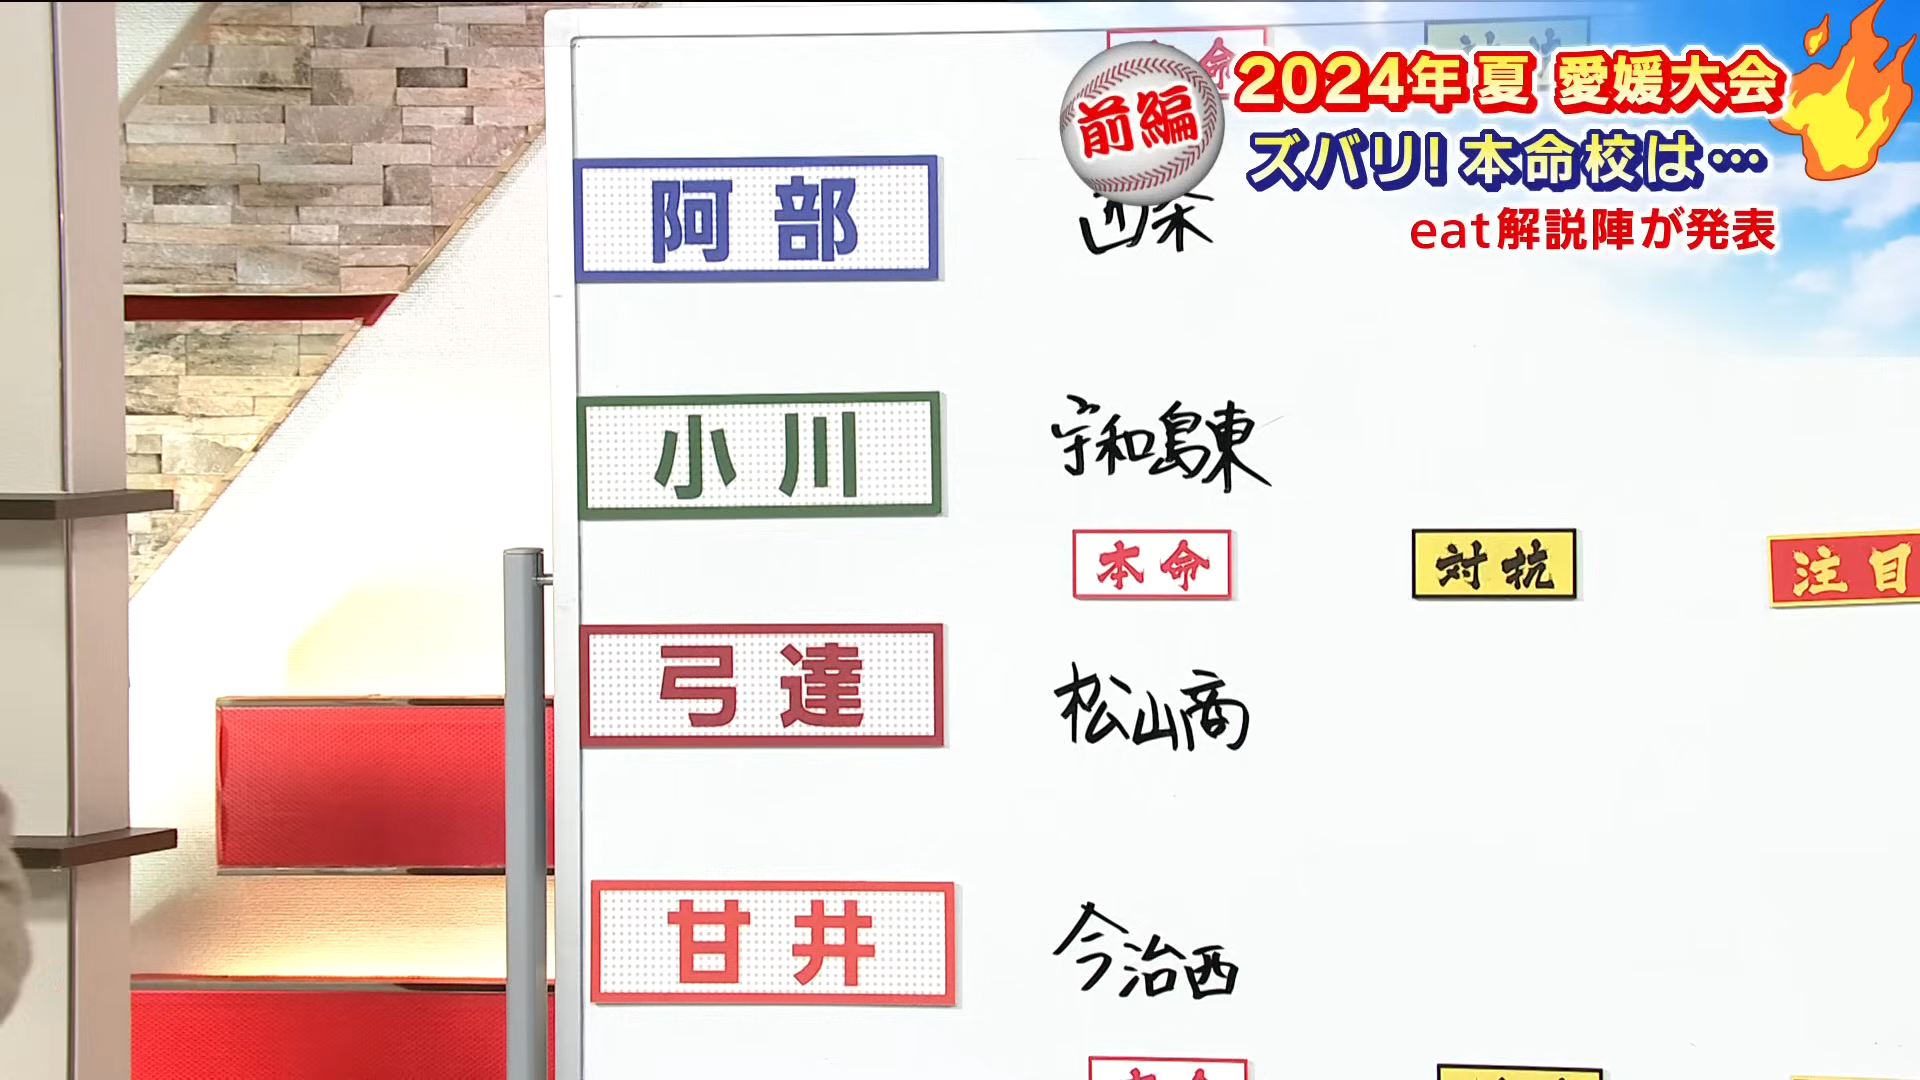 前編
2024年 夏 愛媛大会
ズバリ! 本命校は…
eat解説陣が発表
阿部
西条
小川
宇和島東
本命
対抗
注目
弓達
松山商
甘井
今治西